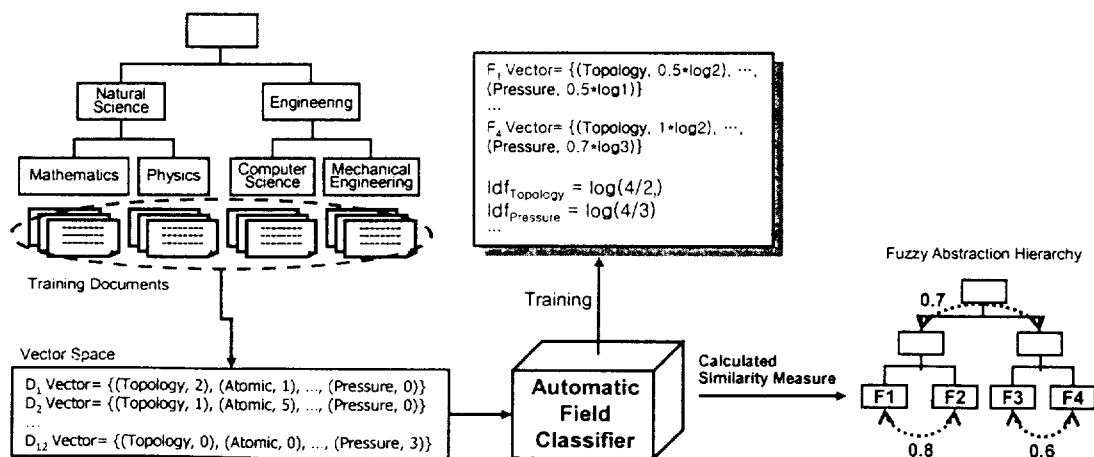 Natural Science
Engineering
Mathematics
Physics
Computer Science
Mechanical Engineering
Training Documents
Vector Space
D1 Vector= {(Topology, 2), (Atomic, 1), ..., (Pressure, 0)}
D2 Vector= {(Topology, 1), (Atomic, 5), ..., (Pressure, 0)}
...
D12 Vector= {(Topology, 0), (Atomic, 0), ..., (Pressure, 3)}
F1 Vector= {(Topology, 0.5*log2), ...,
(Pressure, 0.5*log1)}
...
F4 Vector= {(Topology, 1*log2), ...,
(Pressure, 0.7*log3)}
Idf Topology = log(4/2,)
Idf Pressure = log(4/3)
...
Training
Automatic
Field
Classifier
Calculated
Similarity Measure
Fuzzy Abstraction Hierarchy
0.7
F1
F2
F3
F4
0.8
0.6